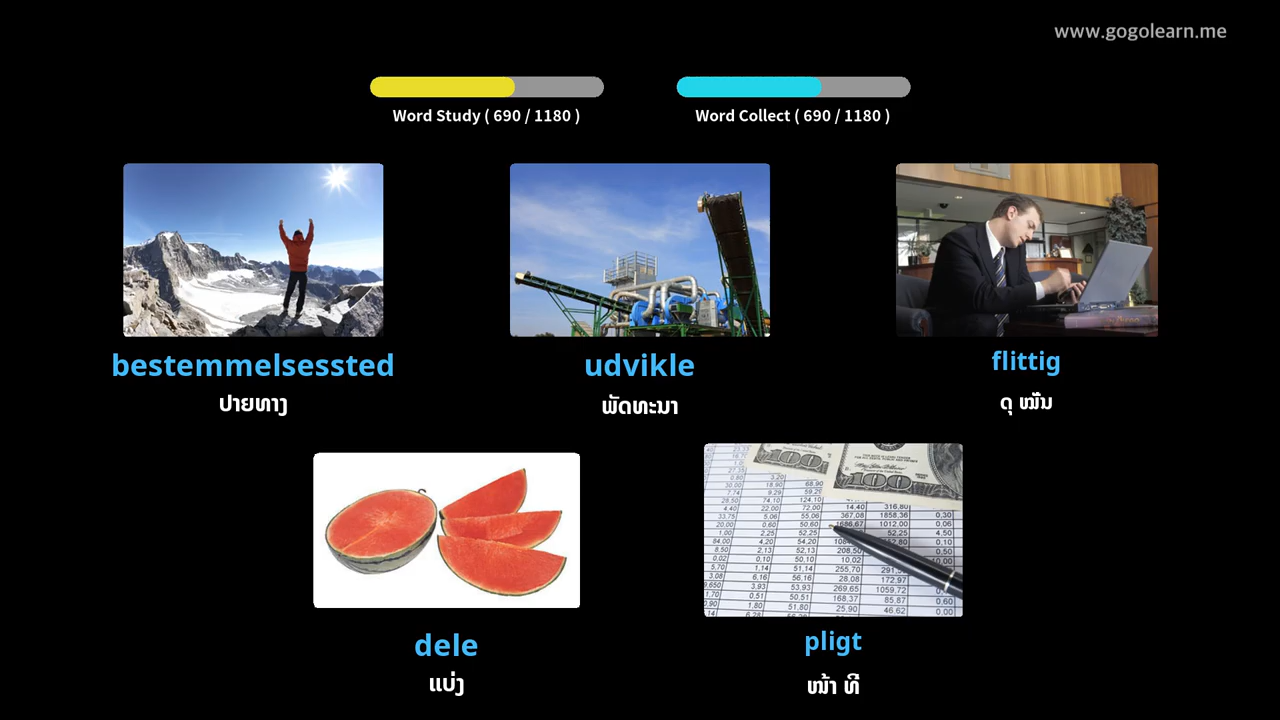 www.gogolearn.me
Word Study ( 690 / 1180 )
Word Collect ( 690 / 1180 )
bestemmelsessted
ປາຍທາງ
udvikle
ພັດທະນາ
flittig
ດຸ ໝັ່ນ
dele
ແບ່ງ
pligt
ໜ້າ ທີ່